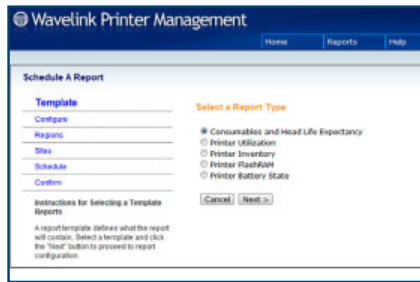 Wavelink Printer Management
Home Reports Help
Schedule A Report
Template
Configure
Regions
Sites
Schedule
Confirm
Instructions for Selecting a Template
Reports
A report template defines what the report
will contain. Select a template and click
the "Next" button to proceed to report
configuration.
Select a Report Type
Consumables and Head Life Expectancy
Printer Utilization
Printer Inventory
Printer FlashRAM
Printer Battery State
Cancel Next >